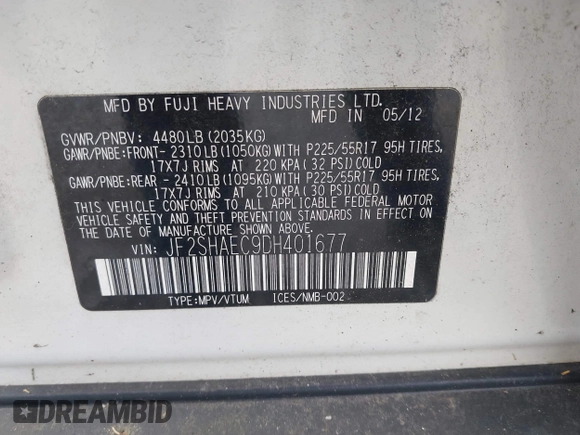 MFD BY FUJI HEAVY INDUSTRIES LTD.
MFD IN 05/12
GVWR/PNBV: 4480LB (2035KG)
GAWR/PNBE:FRONT- 2310LB(1050KG)WITH P225/55R17 95H TIRES,
17X7J RIMS AT 220 KPA (32 PSI)COLD
GAWR/PNBE:REAR - 2410LB(1095KG)WITH P225/55R17 95H TIRES,
17X7J RIMS AT 210 KPA (30 PSI)COLD
THIS VEHICLE CONFORMS TO ALL APPLICABLE FEDERAL MOTOR
VEHICLE SAFETY AND THEFT PREVENTION STANDARDS IN EFFECT ON
THE DATE OF MANUFACTURE SHOWN ABOVE.
VIN: JF2SHAEC9DH401677
TYPE:MPV/VTUM ICES/NMB-002
DREAMBID